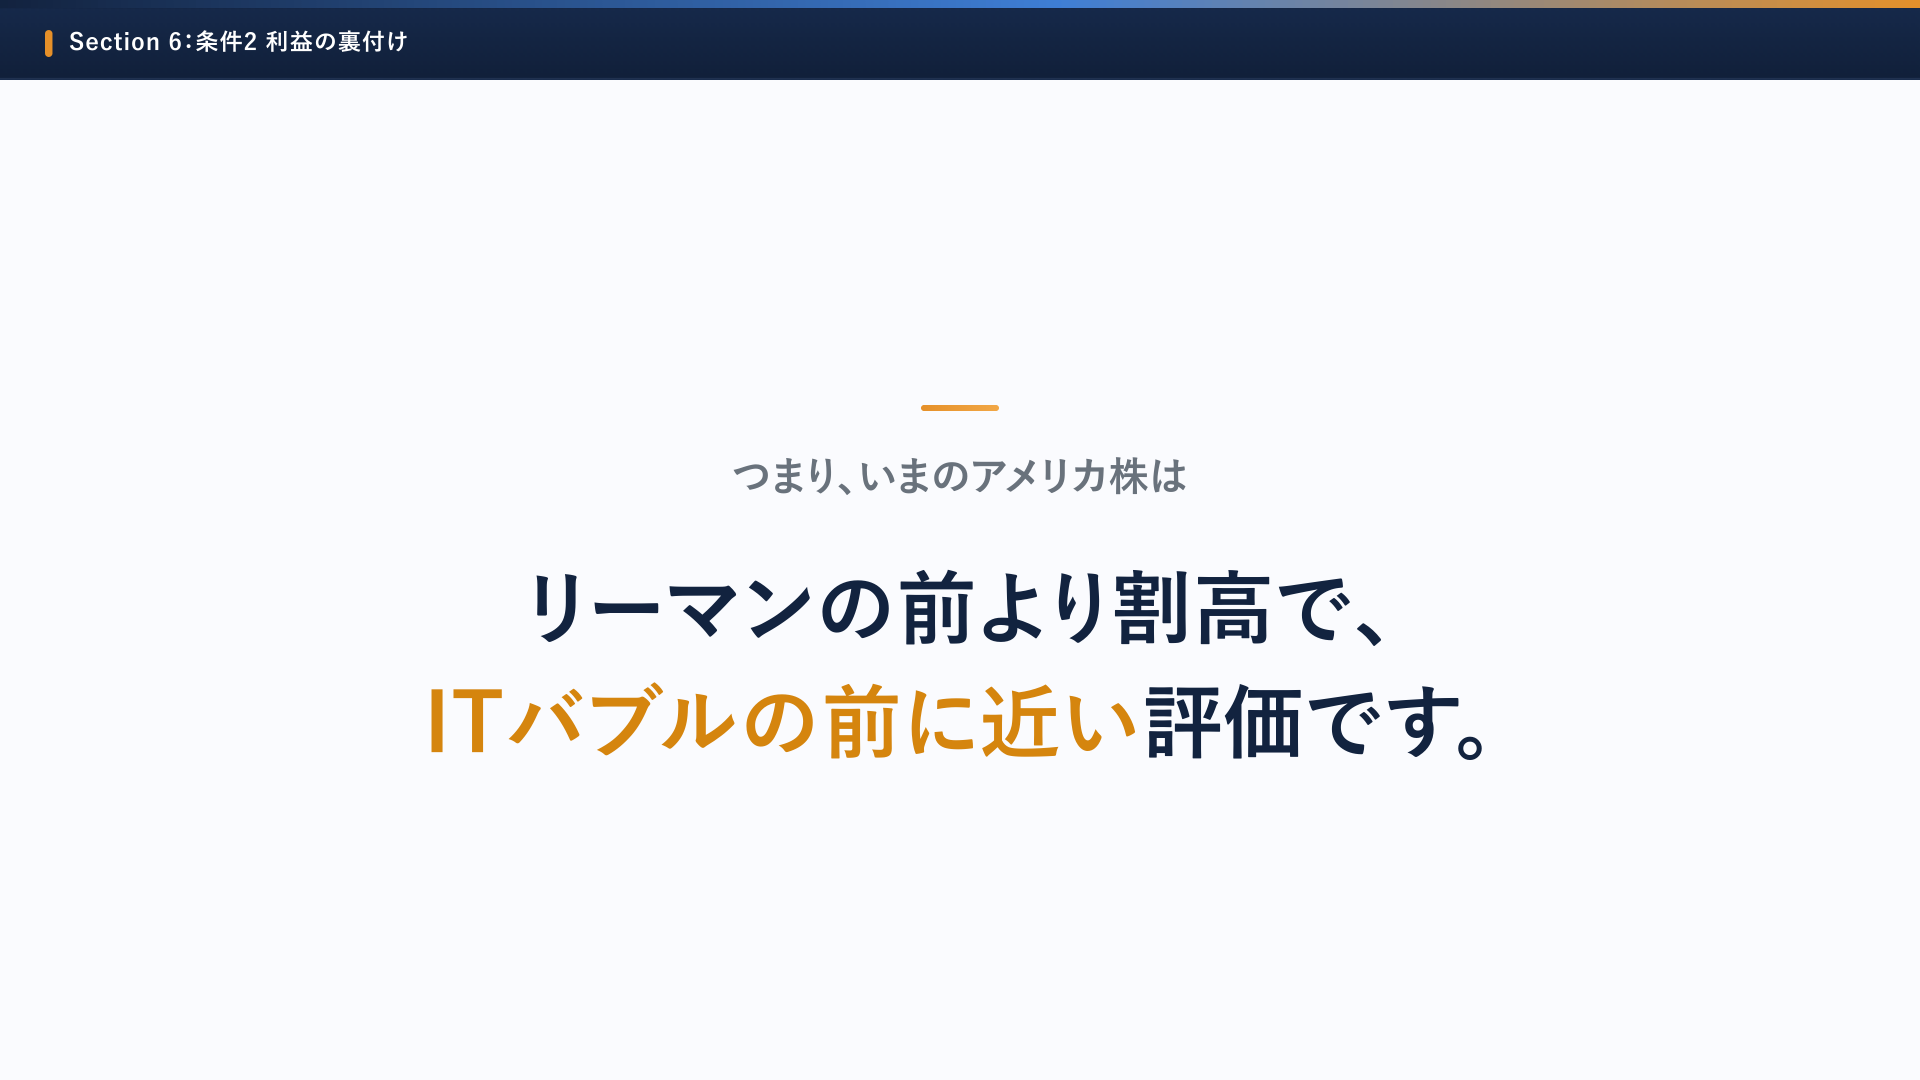 Section 6：条件2 利益の裏付け
つまり、いまのアメリカ株は
リーマンの前より割高で、
ITバブルの前に近い評価です。